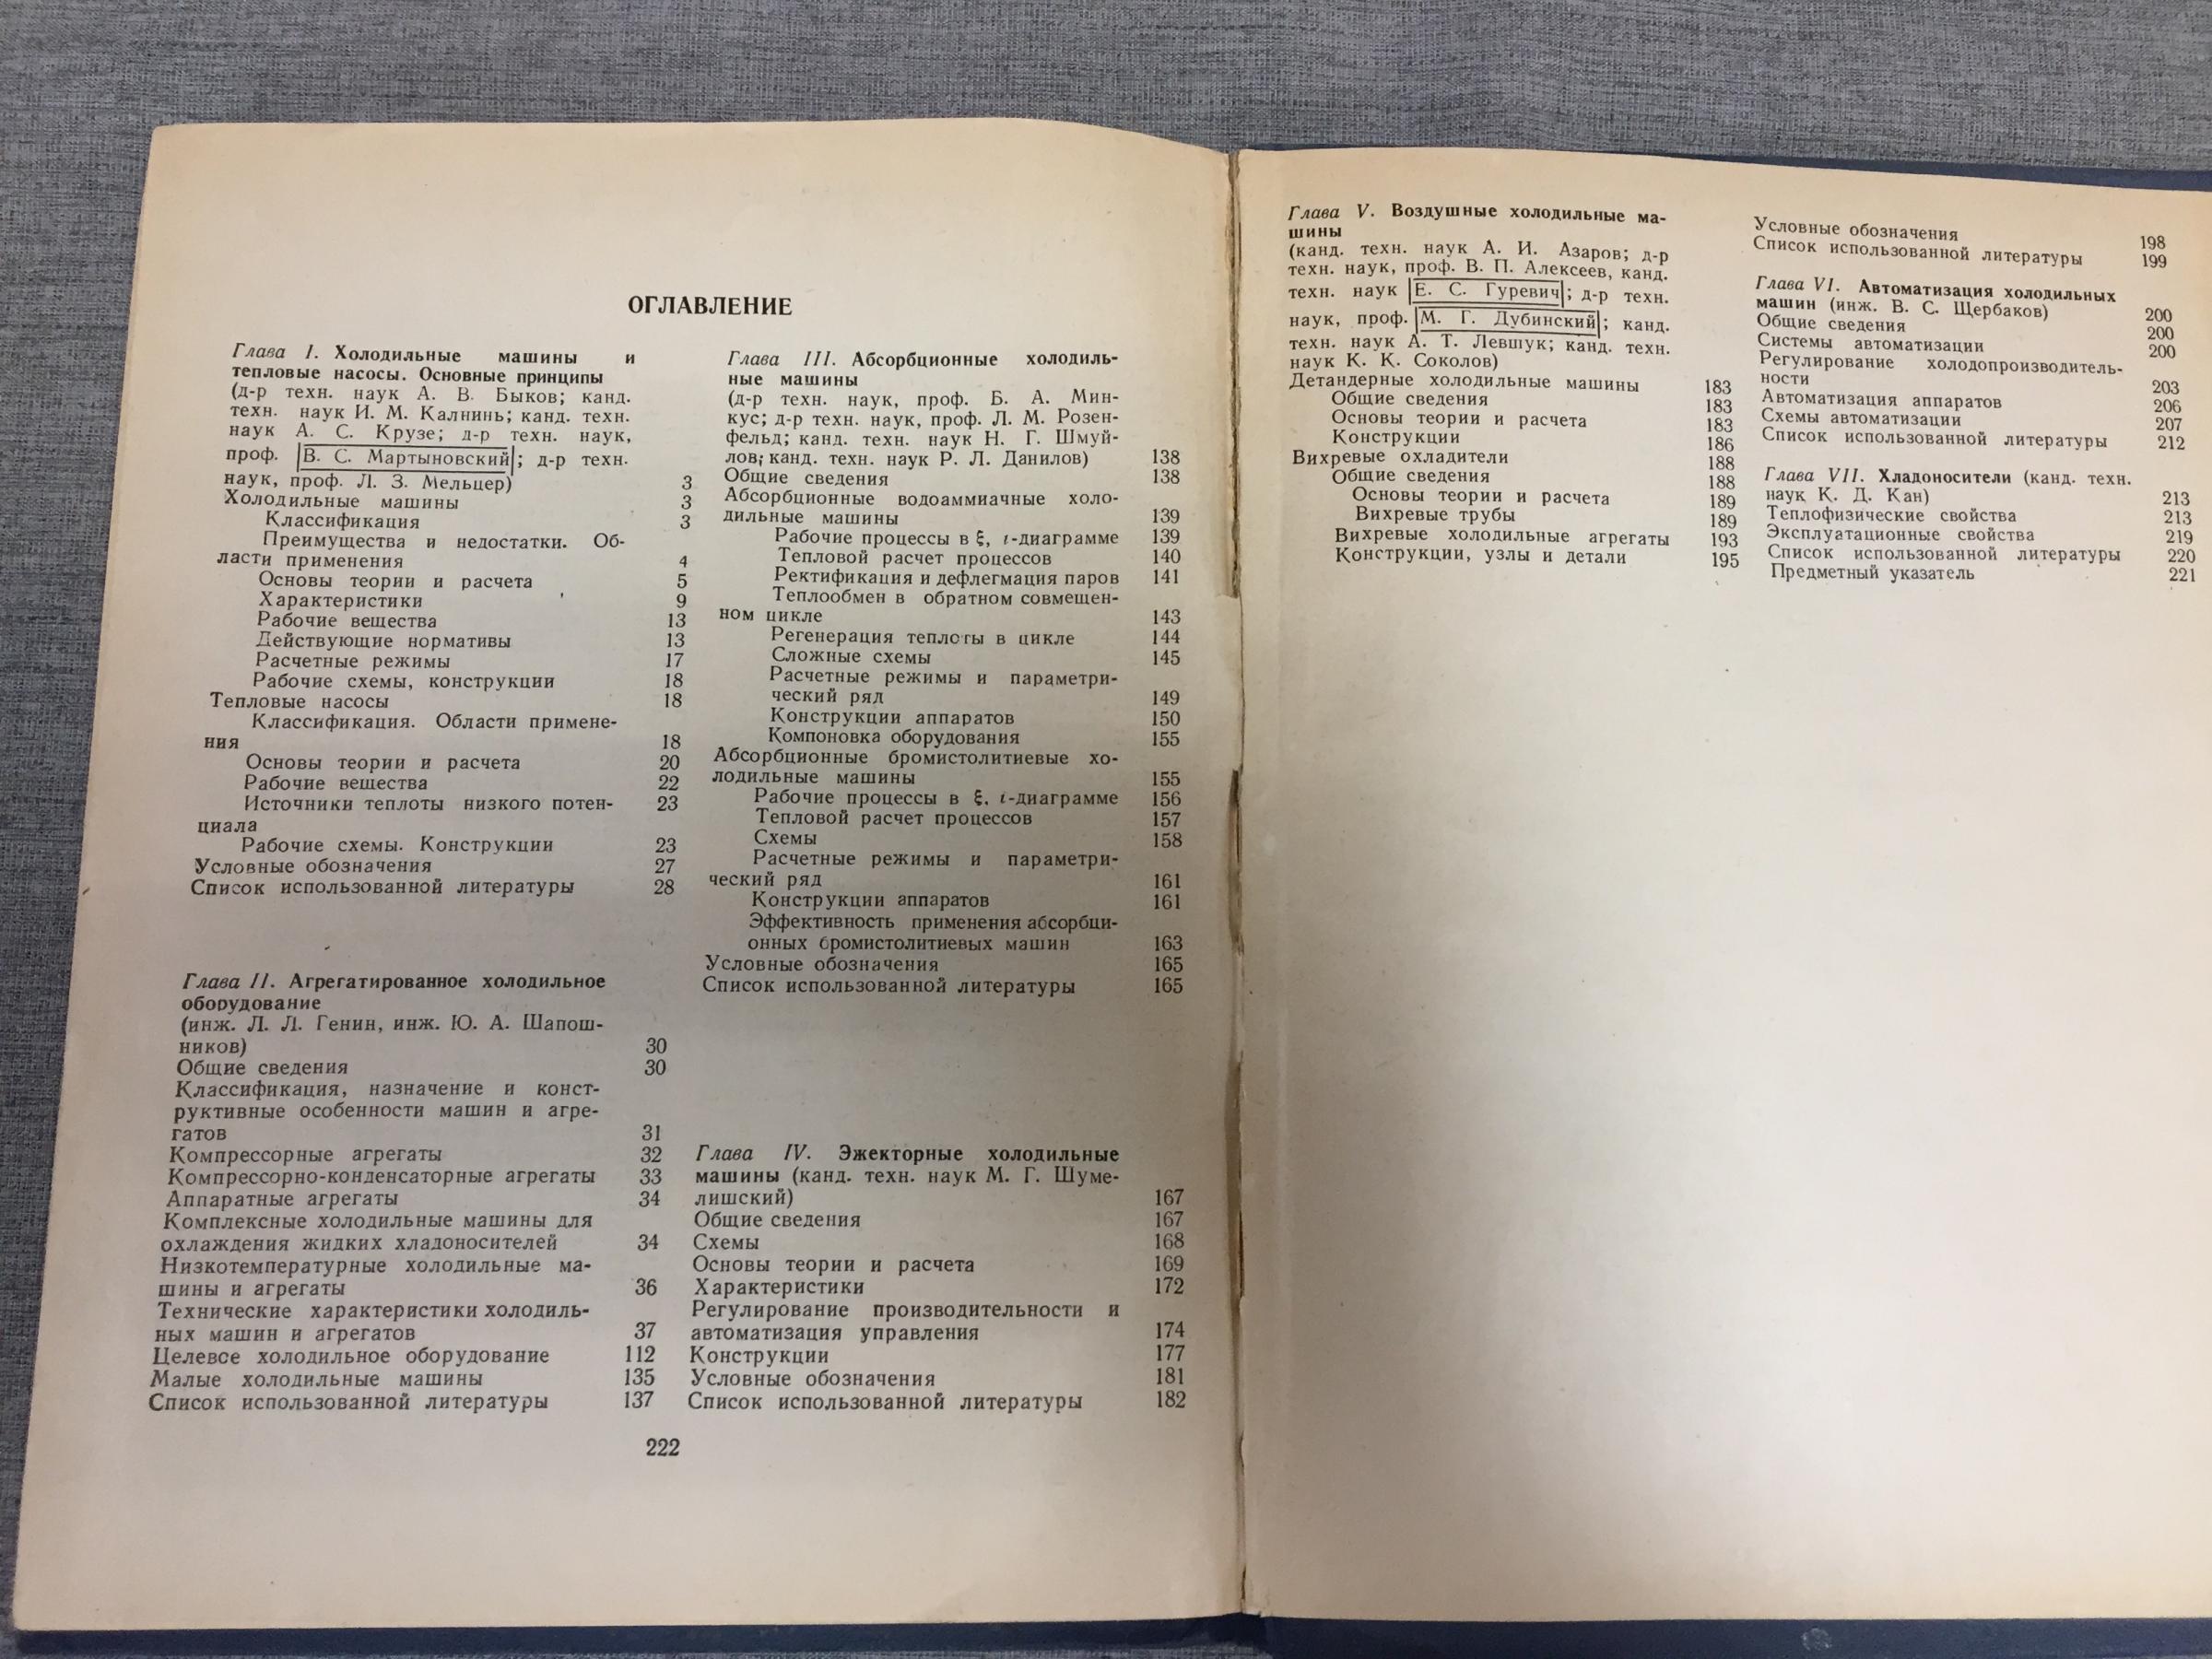 ОГЛАВЛЕНИЕ
Глава I. Холодильные машины и
тепловые насосы. Основные принципы
(д-р техн. наук А. В. Быков; канд.
техн. наук И. М. Калнинь; канд. техн.
наук А. С. Крузе; д-р техн. наук,
проф. В. С. Мартыновский; д-р техн.
наук, проф. Л. З. Мельцер) 3
Холодильные машины 3
Классификация 3
Преимущества и недостатки. Об-
ласти применения 4
Основы теории и расчета 5
Характеристики 9
Рабочие вещества 13
Действующие нормативы 13
Расчетные режимы 17
Рабочие схемы, конструкции 18
Тепловые насосы 18
Классификация. Области примене-
ния 18
Основы теории и расчета 20
Рабочие вещества 22
Источники теплоты низкого потен- 23
циала
Рабочие схемы. Конструкции 23
Условные обозначения 27
Список использованной литературы 28
Глава II. Агрегатированное холодильное
оборудование
(инж. Л. Л. Генин, инж. Ю. А. Шапош-
ников) 30
Общие сведения 30
Классификация, назначение и конст-
руктивные особенности машин и агре-
гатов 31
Компрессорные агрегаты 32
Компрессорно-конденсаторные агрегаты 33
Аппаратные агрегаты 34
Комплексные холодильные машины для
охлаждения жидких хладоносителей 34
Низкотемпературные холодильные ма-
шины и агрегаты 36
Технические характеристики холодиль-
ных машин и агрегатов 37
Целевое холодильное оборудование 112
Малые холодильные машины 135
Список использованной литературы 137
Глава III. Абсорбционные холодиль-
ные машины
(д-р техн. наук, проф. Б. А. Мин-
кус; д-р техн. наук, проф. Л. М. Розен-
фельд; канд. техн. наук Н. Г. Шмуй-
лов; канд. техн. наук Р. Л. Данилов) 138
Общие сведения 138
Абсорбционные водоаммиачные холо-
дильные машины 139
Рабочие процессы в ξ, i-диаграмме 139
Тепловой расчет процессов 140
Ректификация и дефлегмация паров 141
Теплообмен в обратном совмещен-
ном цикле 143
Регенерация теплоты в цикле 144
Сложные схемы 145
Расчетные режимы и параметри-
ческий ряд 149
Конструкции аппаратов 150
Компоновка оборудования 155
Абсорбционные бромистолитиевые хо-
лодильные машины 155
Рабочие процессы в ξ, i-диаграмме 156
Тепловой расчет процессов 157
Схемы 158
Расчетные режимы и параметри-
ческий ряд 161
Конструкции аппаратов 161
Эффективность применения абсорбци-
онных бромистолитиевых машин 163
Условные обозначения 165
Список использованной литературы 165
Глава IV. Эжекторные холодильные
машины (канд. техн. наук М. Г. Шуме-
лишский) 167
Общие сведения 167
Схемы 168
Основы теории и расчета 169
Характеристики 172
Регулирование производительности и
автоматизация управления 174
Конструкции 177
Условные обозначения 181
Список использованной литературы 182
222
Глава V. Воздушные холодильные ма-
шины
(канд. техн. наук А. И. Азаров; д-р
техн. наук, проф. В. П. Алексеев, канд.
техн. наук Е. С. Гуревич; д-р техн.
наук, проф. М. Г. Дубинский; канд.
техн. наук А. Т. Левшук; канд. техн.
наук К. К. Соколов) 183
Детандерные холодильные машины 183
Общие сведения 183
Основы теории и расчета 186
Конструкции 188
Вихревые охладители 188
Общие сведения 189
Основы теории и расчета 189
Вихревые трубы 193
Вихревые холодильные агрегаты 195
Конструкции, узлы и детали
Условные обозначения 198
Список использованной литературы 199
Глава VI. Автоматизация холодильных
машин (инж. В. С. Щербаков) 200
Общие сведения 200
Системы автоматизации 200
Регулирование холодопроизводитель-
ности 203
Автоматизация аппаратов 206
Схемы автоматизации 207
Список использованной литературы 212
Глава VII. Хладоносители (канд. техн.
наук К. Д. Кан) 213
Теплофизические свойства 213
Эксплуатационные свойства 219
Список использованной литературы 220
Предметный указатель 221